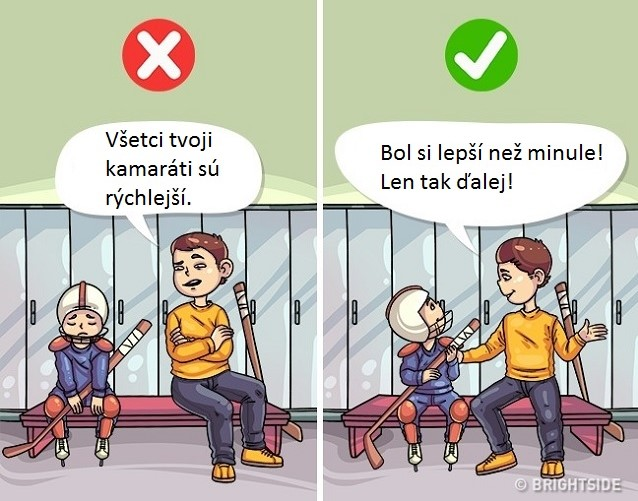 Všetci tvoji
kamaráti sú
rýchlejší.
Bol si lepší než minule!
Len tak ďalej!
© BRIGHTSIDE